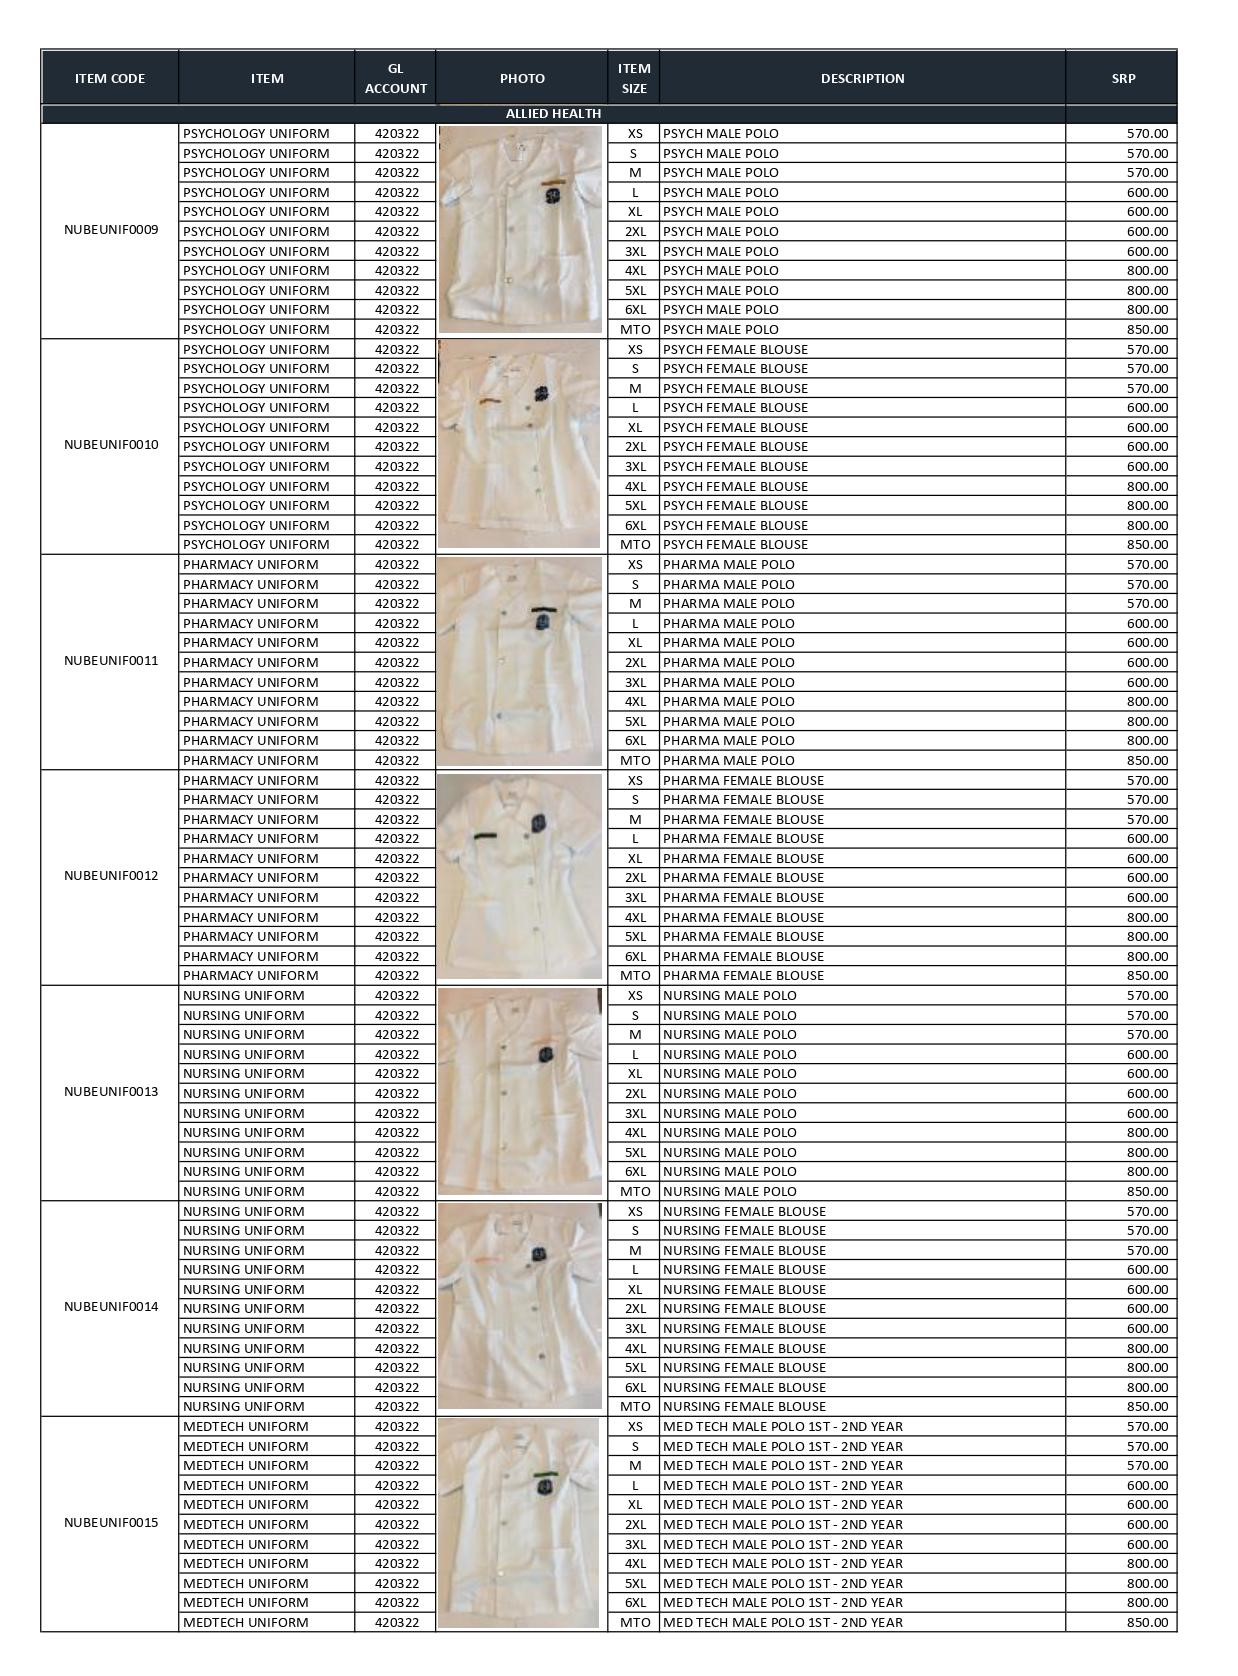 ITEM CODE ITEM GL ACCOUNT PHOTO ITEM SIZE DESCRIPTION SRP
ALLIED HEALTH
NUBEUNIF0009
PSYCHOLOGY UNIFORM 420322 XS PSYCH MALE POLO 570.00
PSYCHOLOGY UNIFORM 420322 S PSYCH MALE POLO 570.00
PSYCHOLOGY UNIFORM 420322 M PSYCH MALE POLO 570.00
PSYCHOLOGY UNIFORM 420322 L PSYCH MALE POLO 600.00
PSYCHOLOGY UNIFORM 420322 XL PSYCH MALE POLO 600.00
PSYCHOLOGY UNIFORM 420322 2XL PSYCH MALE POLO 600.00
PSYCHOLOGY UNIFORM 420322 3XL PSYCH MALE POLO 600.00
PSYCHOLOGY UNIFORM 420322 4XL PSYCH MALE POLO 800.00
PSYCHOLOGY UNIFORM 420322 5XL PSYCH MALE POLO 800.00
PSYCHOLOGY UNIFORM 420322 6XL PSYCH MALE POLO 800.00
PSYCHOLOGY UNIFORM 420322 MTO PSYCH MALE POLO 850.00
NUBEUNIF0010
PSYCHOLOGY UNIFORM 420322 XS PSYCH FEMALE BLOUSE 570.00
PSYCHOLOGY UNIFORM 420322 S PSYCH FEMALE BLOUSE 570.00
PSYCHOLOGY UNIFORM 420322 M PSYCH FEMALE BLOUSE 570.00
PSYCHOLOGY UNIFORM 420322 L PSYCH FEMALE BLOUSE 600.00
PSYCHOLOGY UNIFORM 420322 XL PSYCH FEMALE BLOUSE 600.00
PSYCHOLOGY UNIFORM 420322 2XL PSYCH FEMALE BLOUSE 600.00
PSYCHOLOGY UNIFORM 420322 3XL PSYCH FEMALE BLOUSE 600.00
PSYCHOLOGY UNIFORM 420322 4XL PSYCH FEMALE BLOUSE 800.00
PSYCHOLOGY UNIFORM 420322 5XL PSYCH FEMALE BLOUSE 800.00
PSYCHOLOGY UNIFORM 420322 6XL PSYCH FEMALE BLOUSE 800.00
PSYCHOLOGY UNIFORM 420322 MTO PSYCH FEMALE BLOUSE 850.00
NUBEUNIF0011
PHARMACY UNIFORM 420322 XS PHARMA MALE POLO 570.00
PHARMACY UNIFORM 420322 S PHARMA MALE POLO 570.00
PHARMACY UNIFORM 420322 M PHARMA MALE POLO 570.00
PHARMACY UNIFORM 420322 L PHARMA MALE POLO 600.00
PHARMACY UNIFORM 420322 XL PHARMA MALE POLO 600.00
PHARMACY UNIFORM 420322 2XL PHARMA MALE POLO 600.00
PHARMACY UNIFORM 420322 3XL PHARMA MALE POLO 600.00
PHARMACY UNIFORM 420322 4XL PHARMA MALE POLO 800.00
PHARMACY UNIFORM 420322 5XL PHARMA MALE POLO 800.00
PHARMACY UNIFORM 420322 6XL PHARMA MALE POLO 800.00
PHARMACY UNIFORM 420322 MTO PHARMA MALE POLO 850.00
NUBEUNIF0012
PHARMACY UNIFORM 420322 XS PHARMA FEMALE BLOUSE 570.00
PHARMACY UNIFORM 420322 S PHARMA FEMALE BLOUSE 570.00
PHARMACY UNIFORM 420322 M PHARMA FEMALE BLOUSE 570.00
PHARMACY UNIFORM 420322 L PHARMA FEMALE BLOUSE 600.00
PHARMACY UNIFORM 420322 XL PHARMA FEMALE BLOUSE 600.00
PHARMACY UNIFORM 420322 2XL PHARMA FEMALE BLOUSE 600.00
PHARMACY UNIFORM 420322 3XL PHARMA FEMALE BLOUSE 600.00
PHARMACY UNIFORM 420322 4XL PHARMA FEMALE BLOUSE 800.00
PHARMACY UNIFORM 420322 5XL PHARMA FEMALE BLOUSE 800.00
PHARMACY UNIFORM 420322 6XL PHARMA FEMALE BLOUSE 800.00
PHARMACY UNIFORM 420322 MTO PHARMA FEMALE BLOUSE 850.00
NUBEUNIF0013
NURSING UNIFORM 420322 XS NURSING MALE POLO 570.00
NURSING UNIFORM 420322 S NURSING MALE POLO 570.00
NURSING UNIFORM 420322 M NURSING MALE POLO 570.00
NURSING UNIFORM 420322 L NURSING MALE POLO 600.00
NURSING UNIFORM 420322 XL NURSING MALE POLO 600.00
NURSING UNIFORM 420322 2XL NURSING MALE POLO 600.00
NURSING UNIFORM 420322 3XL NURSING MALE POLO 600.00
NURSING UNIFORM 420322 4XL NURSING MALE POLO 800.00
NURSING UNIFORM 420322 5XL NURSING MALE POLO 800.00
NURSING UNIFORM 420322 6XL NURSING MALE POLO 800.00
NURSING UNIFORM 420322 MTO NURSING MALE POLO 850.00
NUBEUNIF0014
NURSING UNIFORM 420322 XS NURSING FEMALE BLOUSE 570.00
NURSING UNIFORM 420322 S NURSING FEMALE BLOUSE 570.00
NURSING UNIFORM 420322 M NURSING FEMALE BLOUSE 570.00
NURSING UNIFORM 420322 L NURSING FEMALE BLOUSE 600.00
NURSING UNIFORM 420322 XL NURSING FEMALE BLOUSE 600.00
NURSING UNIFORM 420322 2XL NURSING FEMALE BLOUSE 600.00
NURSING UNIFORM 420322 3XL NURSING FEMALE BLOUSE 600.00
NURSING UNIFORM 420322 4XL NURSING FEMALE BLOUSE 800.00
NURSING UNIFORM 420322 5XL NURSING FEMALE BLOUSE 800.00
NURSING UNIFORM 420322 6XL NURSING FEMALE BLOUSE 800.00
NURSING UNIFORM 420322 MTO NURSING FEMALE BLOUSE 850.00
NUBEUNIF0015
MEDTECH UNIFORM 420322 XS MED TECH MALE POLO 1ST - 2ND YEAR 570.00
MEDTECH UNIFORM 420322 S MED TECH MALE POLO 1ST - 2ND YEAR 570.00
MEDTECH UNIFORM 420322 M MED TECH MALE POLO 1ST - 2ND YEAR 570.00
MEDTECH UNIFORM 420322 L MED TECH MALE POLO 1ST - 2ND YEAR 600.00
MEDTECH UNIFORM 420322 XL MED TECH MALE POLO 1ST - 2ND YEAR 600.00
MEDTECH UNIFORM 420322 2XL MED TECH MALE POLO 1ST - 2ND YEAR 600.00
MEDTECH UNIFORM 420322 3XL MED TECH MALE POLO 1ST - 2ND YEAR 600.00
MEDTECH UNIFORM 420322 4XL MED TECH MALE POLO 1ST - 2ND YEAR 800.00
MEDTECH UNIFORM 420322 5XL MED TECH MALE POLO 1ST - 2ND YEAR 800.00
MEDTECH UNIFORM 420322 6XL MED TECH MALE POLO 1ST - 2ND YEAR 800.00
MEDTECH UNIFORM 420322 MTO MED TECH MALE POLO 1ST - 2ND YEAR 850.00